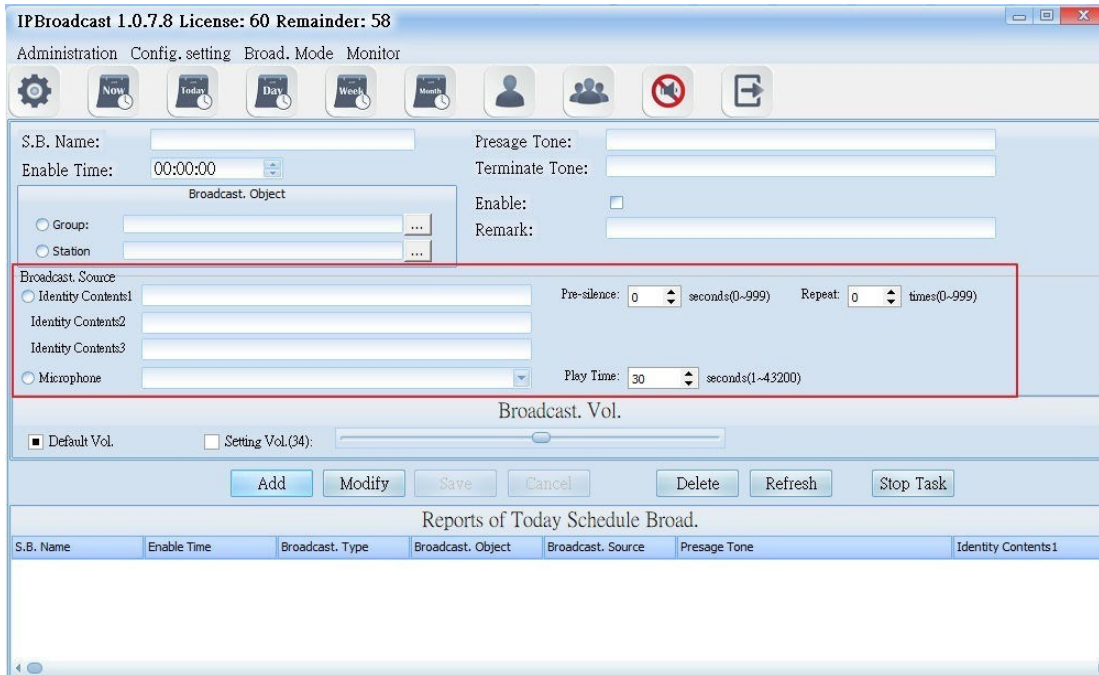 IPBroadcast 1.0.7.8 License: 60 Remainder: 58
Administration Config. setting Broad. Mode Monitor
Now Today Day Week Month
S.B. Name: Presage Tone:
Enable Time: 00:00:00 Terminate Tone:
Broadcast. Object
Enable:
Group: ...
Remark:
Station ...
Broadcast. Source
Identity Contents1 Pre-silence: 0 seconds(0~999) Repeat: 0 times(0~999)
Identity Contents2
Identity Contents3
Microphone Play Time: 30 seconds(1~43200)
Broadcast. Vol.
Default Vol. Setting Vol.(34):
Add Modify Save Cancel Delete Refresh Stop Task
Reports of Today Schedule Broad.
S.B. Name Enable Time Broadcast. Type Broadcast. Object Broadcast. Source Presage Tone Identity Contents1